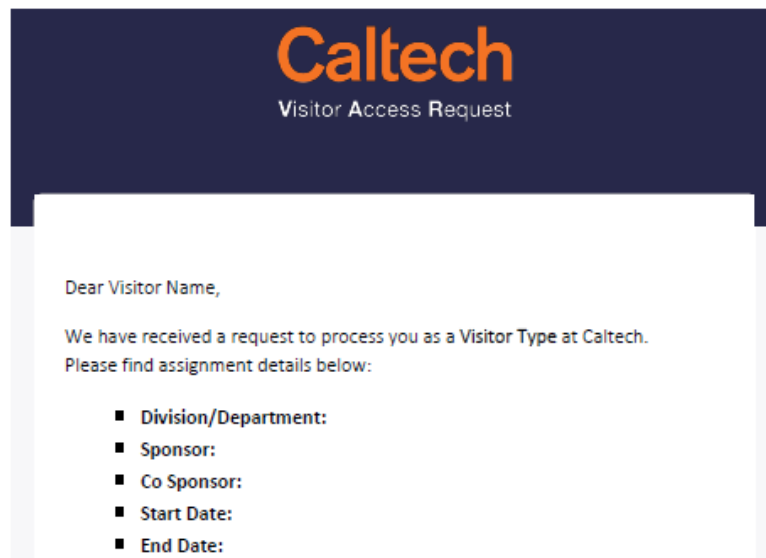 Caltech
Visitor Access Request
Dear Visitor Name,
We have received a request to process you as a Visitor Type at Caltech.
Please find assignment details below:
Division/Department:
Sponsor:
Co Sponsor:
Start Date:
End Date: